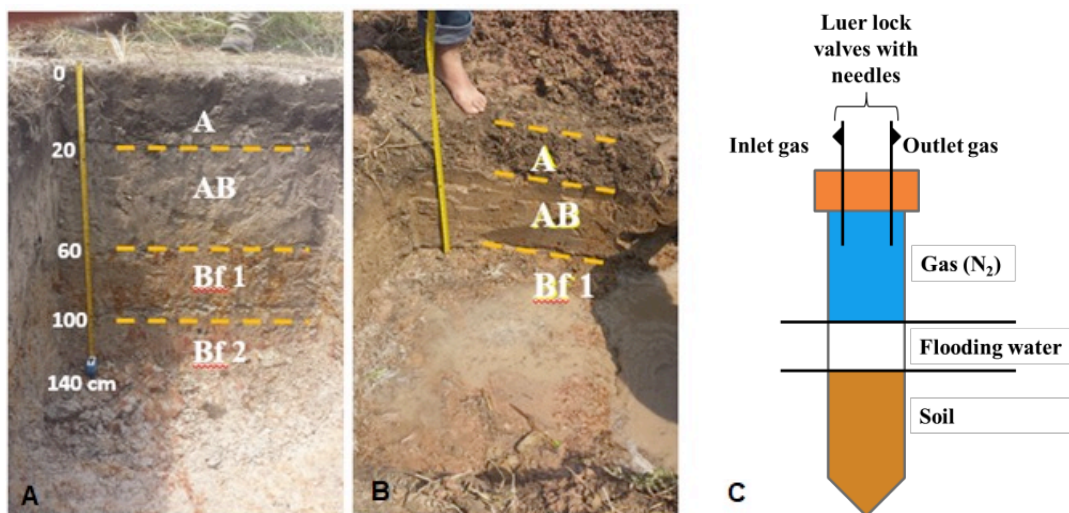 0
A
20
AB
60
Bf 1
100
Bf 2
140 cm
A
A
AB
Bf 1
B
Luer lock
valves with
needles
Inlet gas
Outlet gas
Gas (N₂)
Flooding water
Soil
C